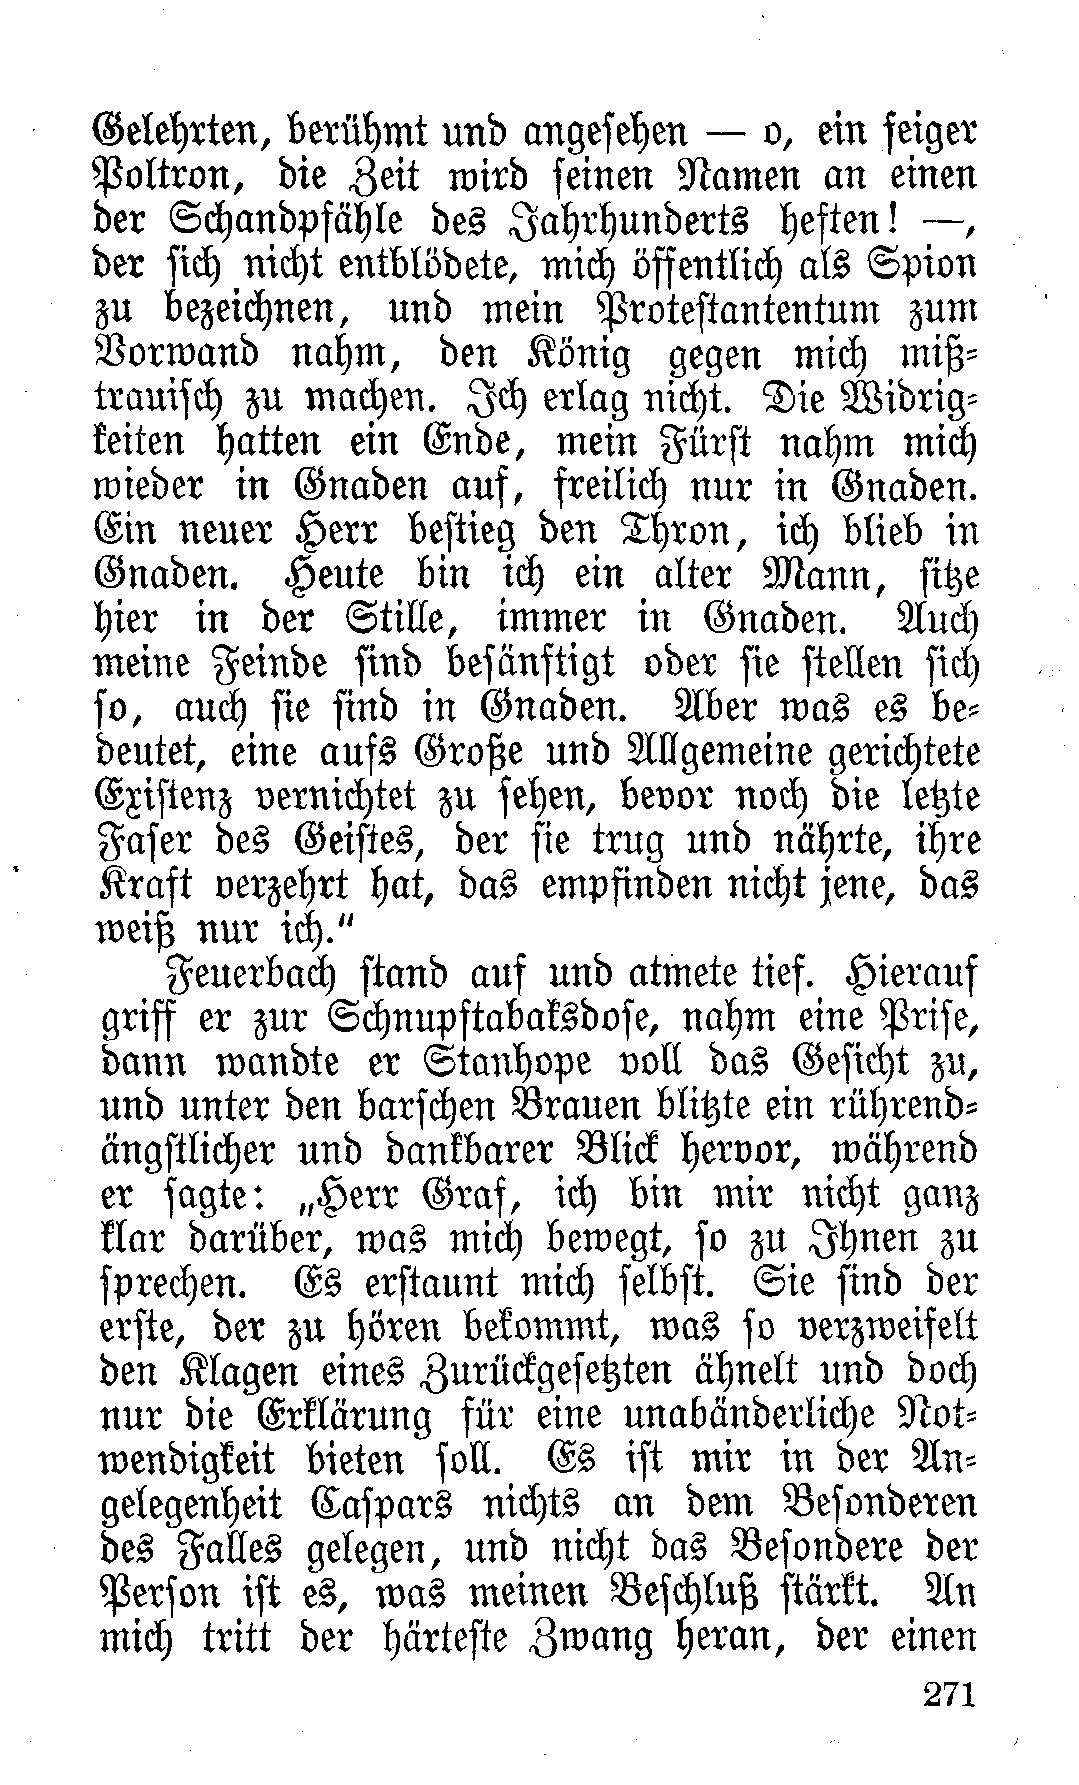 Gelehrten, berühmt und angesehen — o, ein feiger
Poltron, die Zeit wird seinen Namen an einen
der Schandpfähle des Jahrhunderts heften! —,
der sich nicht entblödete, mich öffentlich als Spion
zu bezeichnen, und mein Protestantentum zum
Vorwand nahm, den König gegen mich miß-
trauisch zu machen. Ich erlag nicht. Die Widrig-
keiten hatten ein Ende, mein Fürst nahm mich
wieder in Gnaden auf, freilich nur in Gnaden.
Ein neuer Herr bestieg den Thron, ich blieb in
Gnaden. Heute bin ich ein alter Mann, sitze
hier in der Stille, immer in Gnaden. Auch
meine Feinde sind besänftigt oder sie stellen sich
so, auch sie sind in Gnaden. Aber was es be-
deutet, eine aufs Große und Allgemeine gerichtete
Existenz vernichtet zu sehen, bevor noch die letzte
Faser des Geistes, der sie trug und nährte, ihre
Kraft verzehrt hat, das empfinden nicht jene, das
weiß nur ich.“
Feuerbach stand auf und atmete tief. Hierauf
griff er zur Schnupftabaksdose, nahm eine Prise,
dann wandte er Stanhope voll das Gesicht zu,
und unter den barschen Brauen blitzte ein rührend-
ängstlicher und dankbarer Blick hervor, während
er sagte: „Herr Graf, ich bin mir nicht ganz
klar darüber, was mich bewegt, so zu Ihnen zu
sprechen. Es erstaunt mich selbst. Sie sind der
erste, der zu hören bekommt, was so verzweifelt
den Klagen eines Zurückgesetzten ähnelt und doch
nur die Erklärung für eine unabänderliche Not-
wendigkeit bieten soll. Es ist mir in der An-
gelegenheit Caspars nichts an dem Besonderen
des Falles gelegen, und nicht das Besondere der
Person ist es, was meinen Beschluß stärkt. An
mich tritt der härteste Zwang heran, der einen
271